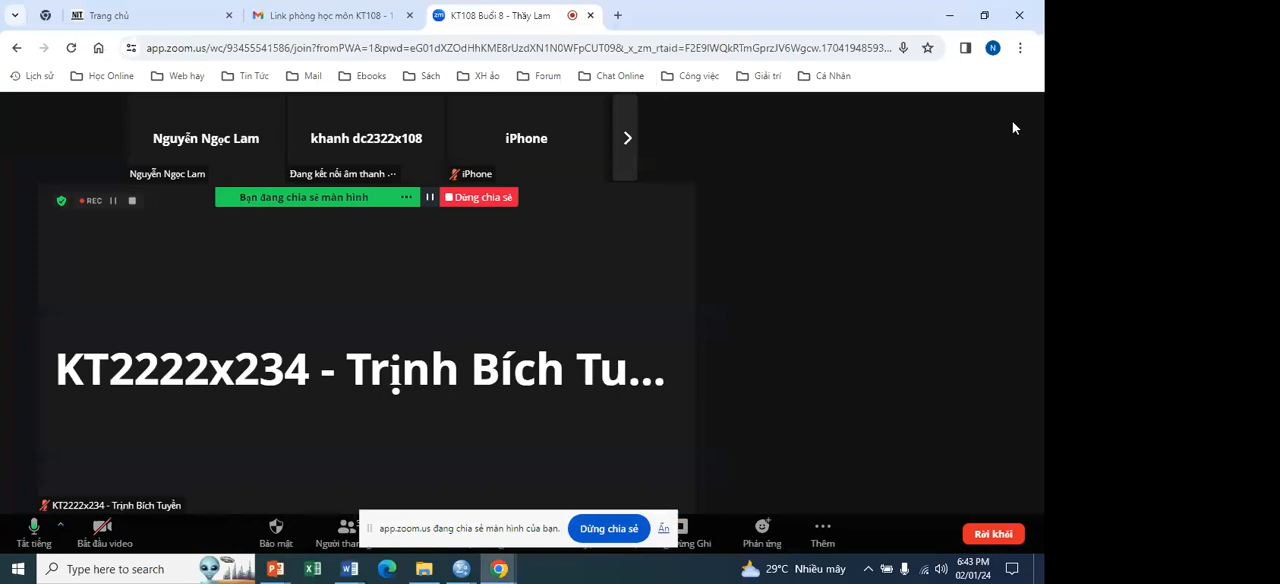 Trang chủ
Link phòng học môn KT108 - 1
KT108 Buổi 8 - Thầy Lam
app.zoom.us/wc/93455541586/join?fromPWA=1&pwd=eG01dXZOdHhKME8rUzdXN1N0WFpCUT09&_x_zm_rtaid=F2E9IWQkRTmGprzJV6Wgcw.17041948593...
N
Lịch sử
Học Online
Web hay
Tin Tức
Mail
Ebooks
Sách
XH ảo
Forum
Chat Online
Công việc
Giải trí
Cá Nhân
Nguyễn Ngọc Lam
khanh dc2322x108
iPhone
Nguyễn Ngọc Lam
Đang kết nối âm thanh ...
iPhone
REC
Bạn đang chia sẻ màn hình
Dừng chia sẻ
KT2222x234 - Trịnh Bích Tu...
KT2222x234 - Trịnh Bích Tuyền
Tắt tiếng
Bắt đầu video
Bảo mật
app.zoom.us đang chia sẻ màn hình của bạn.
Dừng chia sẻ
Ẩn
Phản ứng
Thêm
Rời khỏi
Type here to search
29°C Nhiều mây
6:43 PM
02/01/24